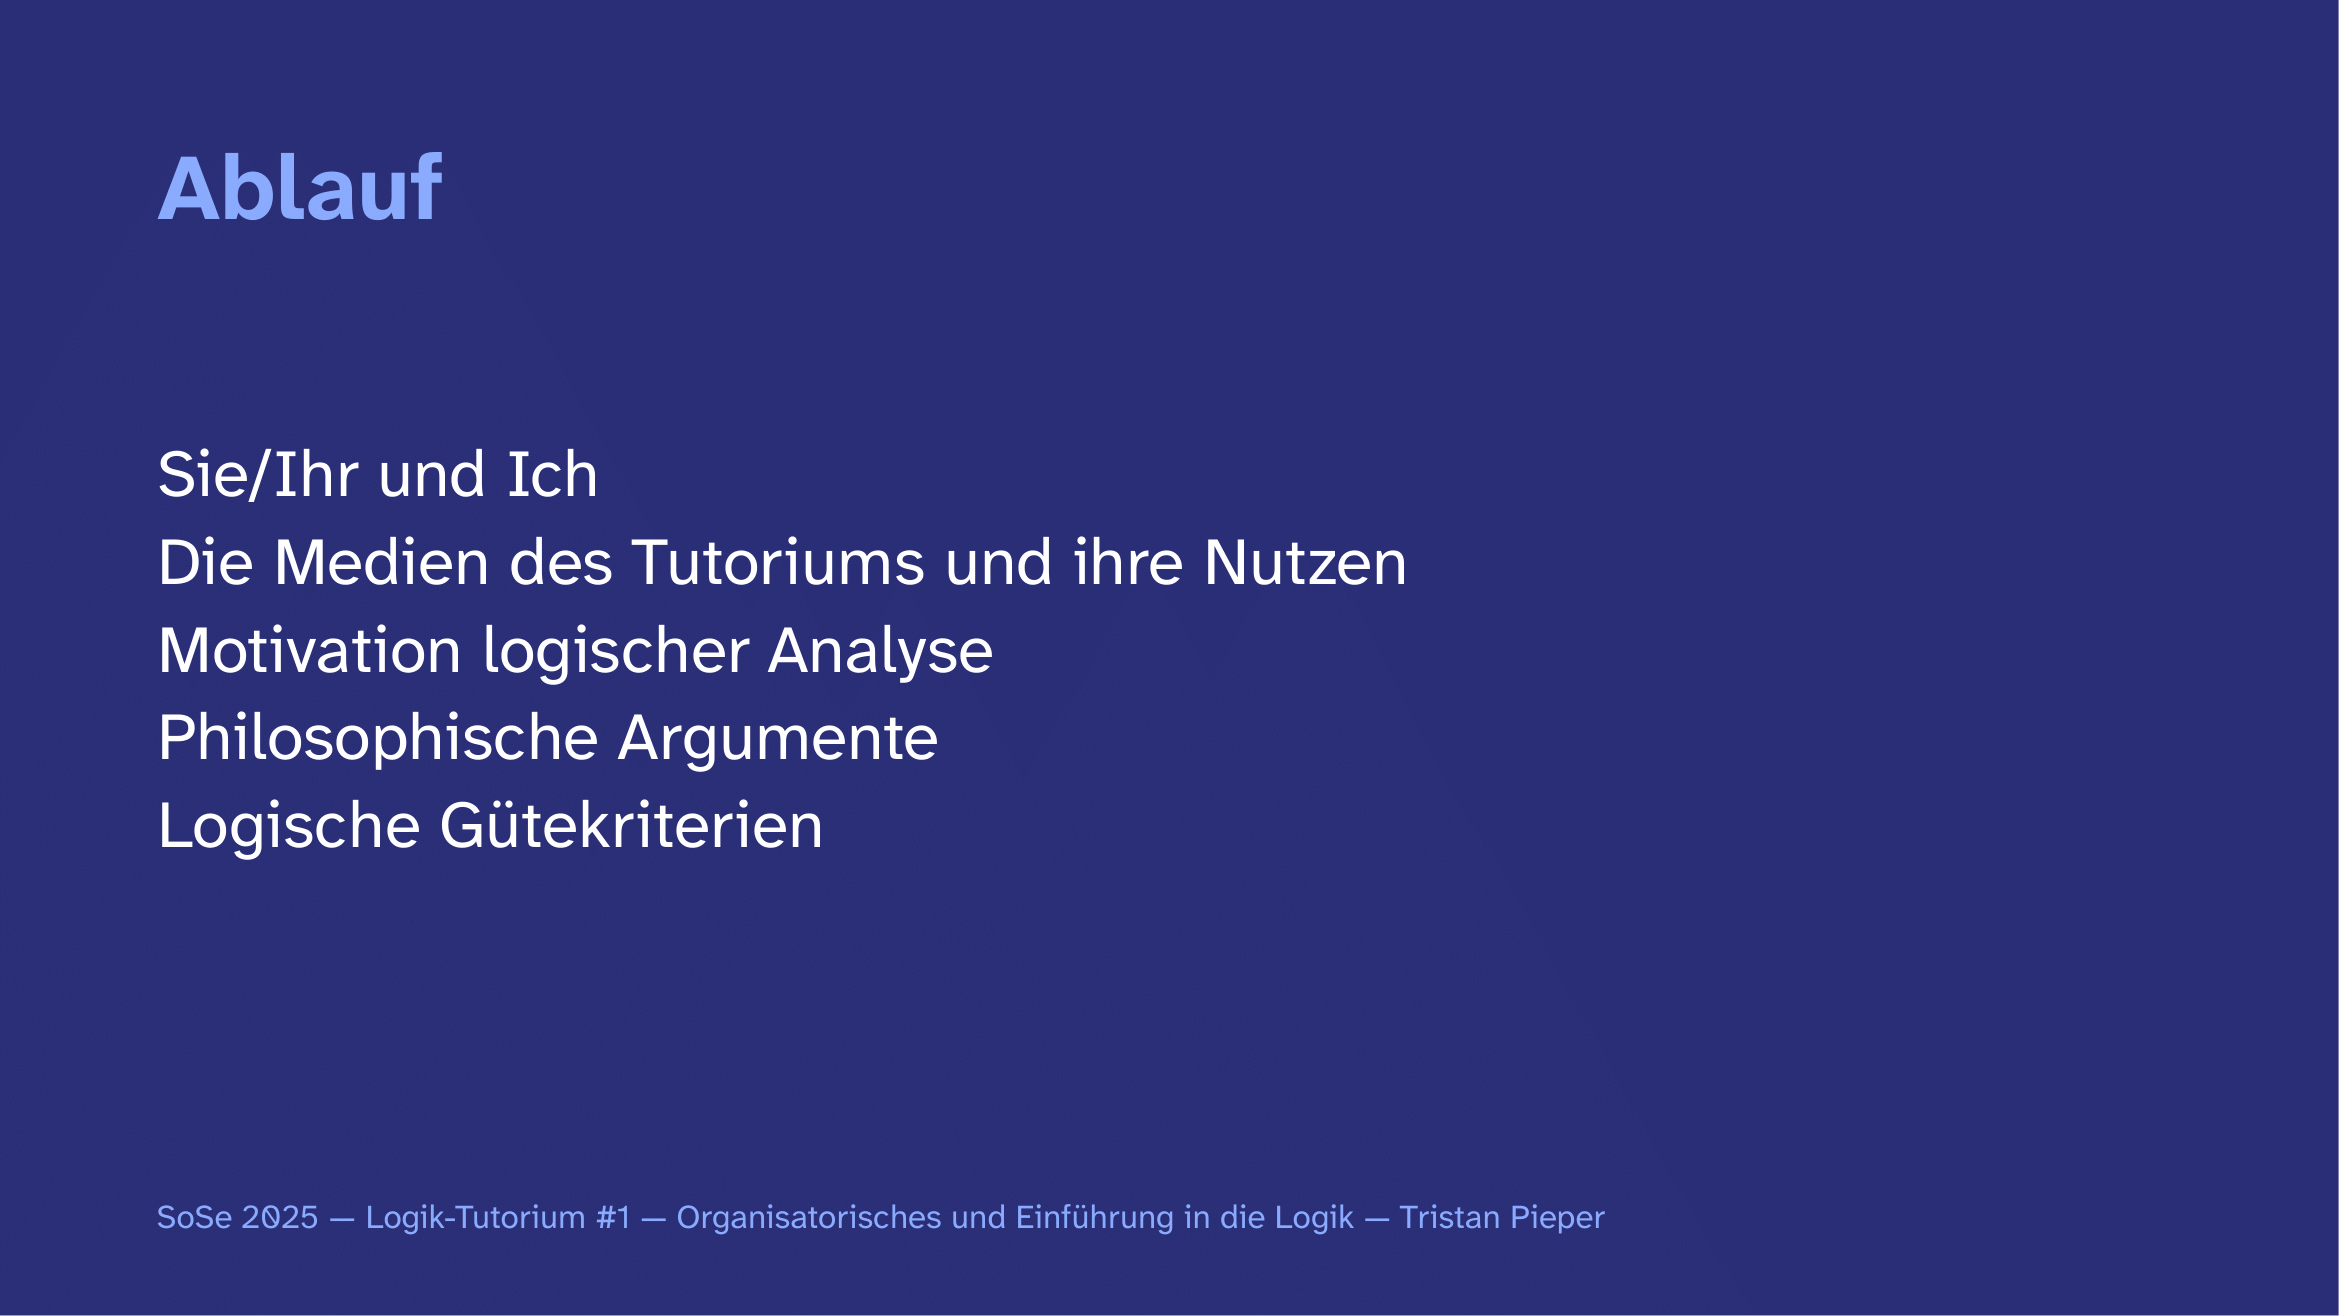 Ablauf
Sie/Ihr und Ich
Die Medien des Tutoriums und ihre Nutzen
Motivation logischer Analyse
Philosophische Argumente
Logische Gütekriterien
SoSe 2025 — Logik-Tutorium #1 — Organisatorisches und Einführung in die Logik — Tristan Pieper